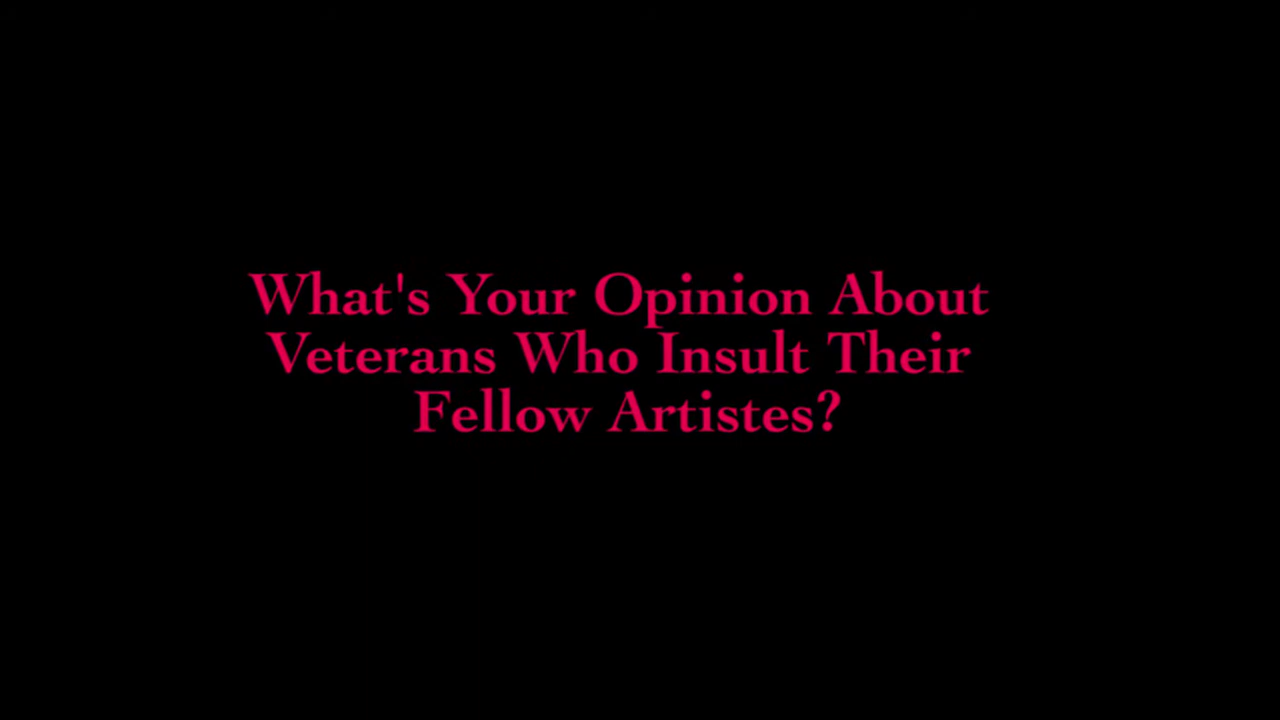 What's Your Opinion About
Veterans Who Insult Their
Fellow Artistes?